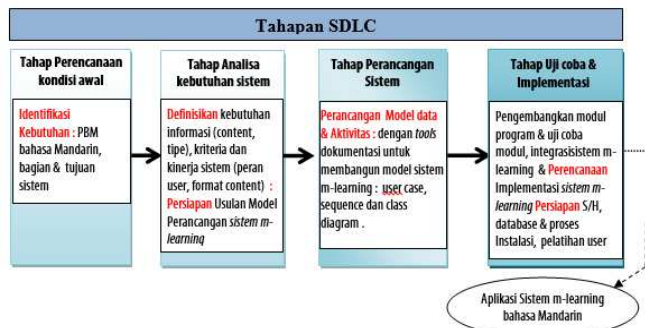 Tahapan SDLC
Tahap Perencanaan
kondisi awal
Identifikasi
Kebutuhan : PBM
bahasa Mandarin,
bagian & tujuan
sistem
Tahap Analisa
kebutuhan sistem
Definisikan kebutuhan
informasi (content,
tipe), kriteria dan
kinerja sistem (peran
user, format content) :
Persiapan Usulan Model
Perancangan sistem m-
learning
Tahap Perancangan
Sistem
Perancangan Model data
& Aktivitas : dengan tools
dokumentasi untuk
membangun model sistem
m-learning : user case,
sequence dan class
diagram .
Tahap Uji coba &
Implementasi
Pengembangkan modul
program & uji coba
modul, integrasisistem m-
learning & Perencanaan
Implementasi sistem m-
learning Persiapan S/H,
database & proses
Instalasi, pelatihan user
Aplikasi Sistem m-learning
bahasa Mandarin